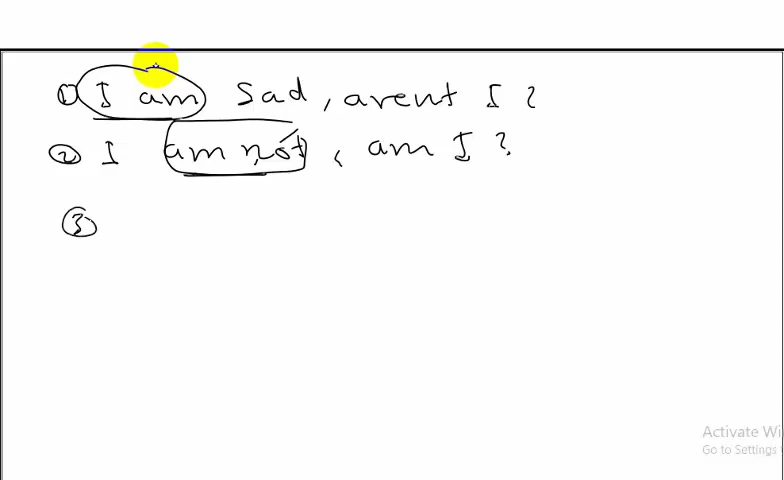 ① I am sad, arent I ?
② I am not, am I ?
③
Activate Wi
Go to Settings